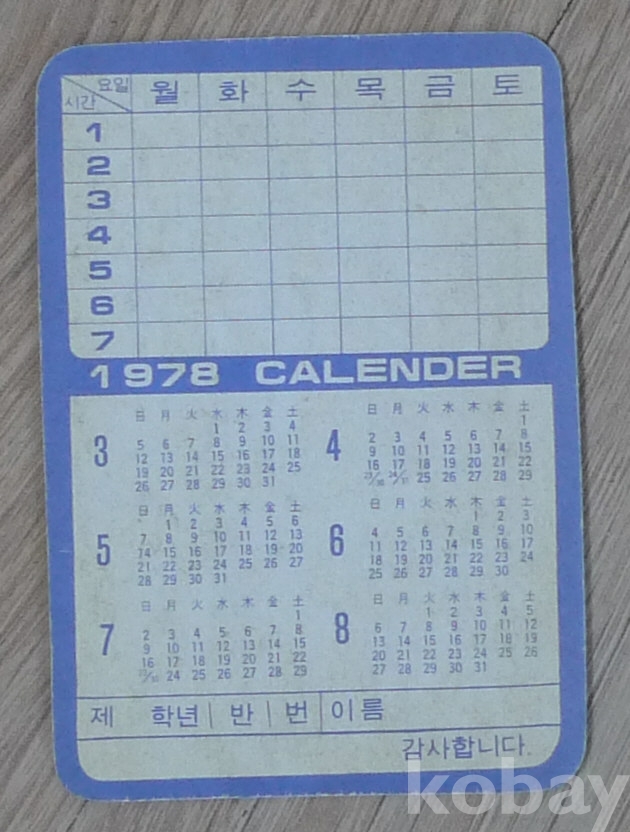 요일 월 화 수 목 금 토
시간
1
2
3
4
5
6
7
1978 CALENDER
3
日 月 火 水 木 金 土
1 2 3 4
5 6 7 8 9 10 11
12 13 14 15 16 17 18
19 20 21 22 23 24 25
26 27 28 29 30 31
4
日 月 火 水 木 金 土
1
2 3 4 5 6 7 8
9 10 11 12 13 14 15
16 17 18 19 20 21 22
23/30 24/31 25 26 27 28 29
5
日 月 火 水 木 金 土
1 2 3 4 5 6
7 8 9 10 11 12 13
14 15 16 17 18 19 20
21 22 23 24 25 26 27
28 29 30 31
6
日 月 火 水 木 金 土
1 2 3
4 5 6 7 8 9 10
11 12 13 14 15 16 17
18 19 20 21 22 23 24
25 26 27 28 29 30
7
日 月 火 水 木 金 土
1
2 3 4 5 6 7 8
9 10 11 12 13 14 15
16 17 18 19 20 21 22
23/30 24 25 26 27 28 29
8
日 月 火 水 木 金 土
1 2 3 4 5
6 7 8 9 10 11 12
13 14 15 16 17 18 19
20 21 22 23 24 25 26
27 28 29 30 31
제 학년 반 번 이름
감사합니다.
kobay